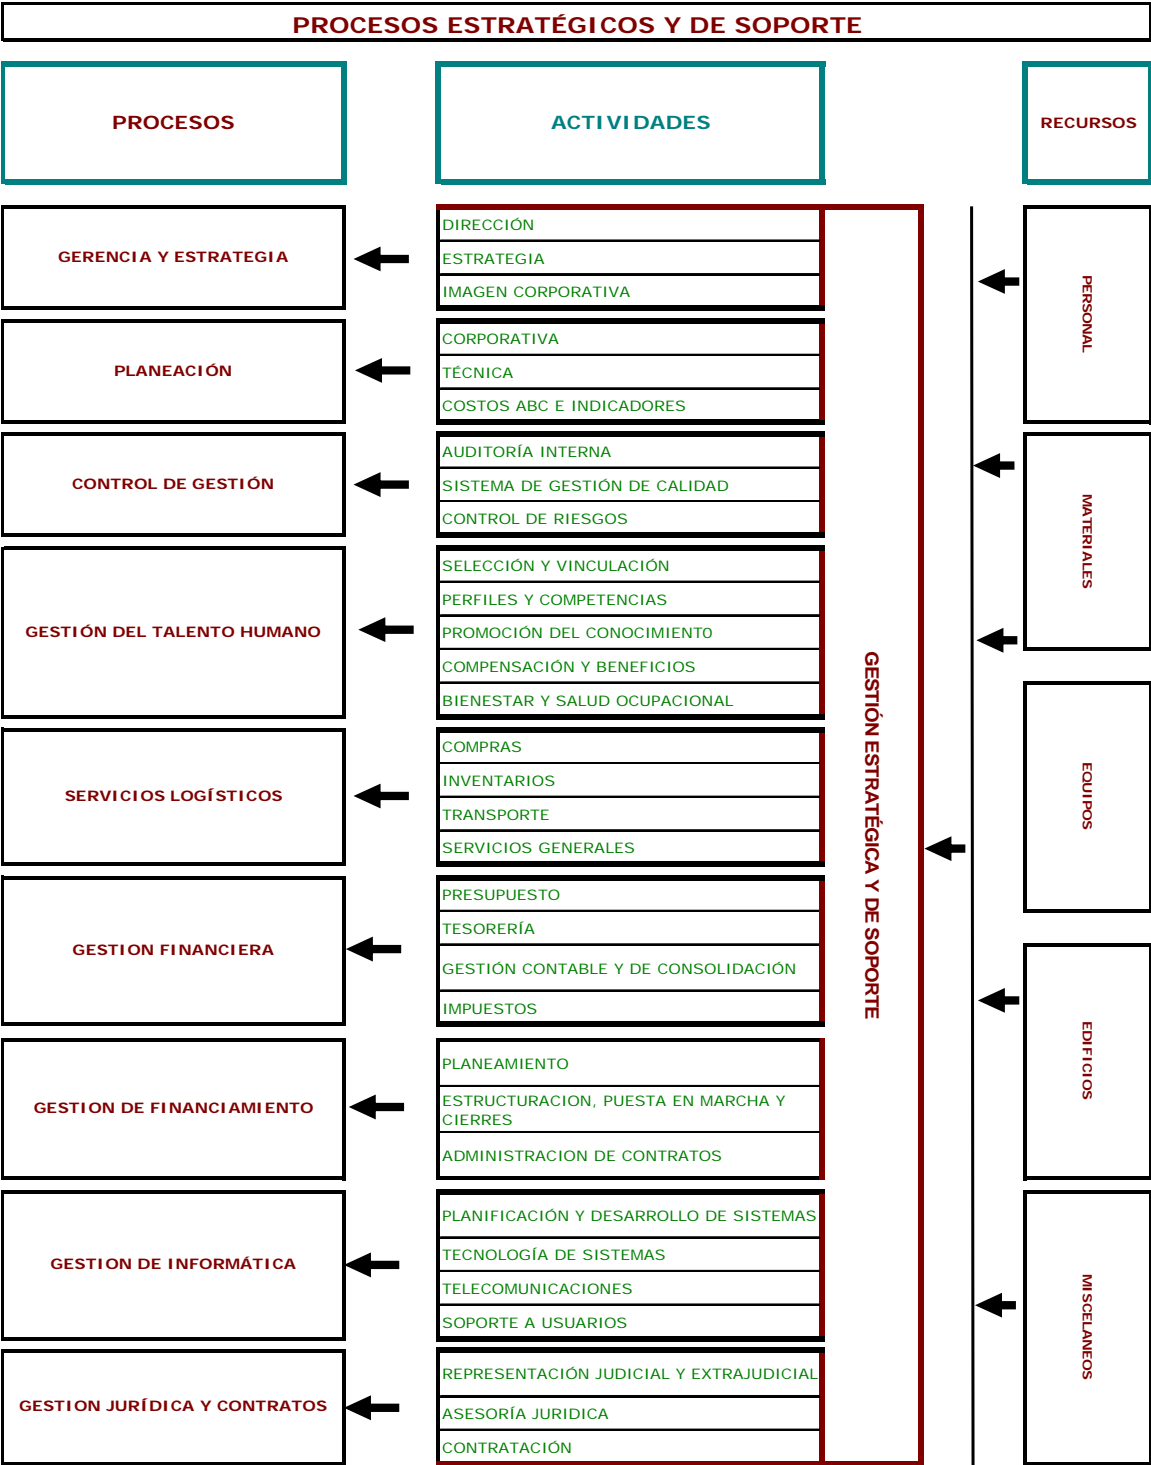 PROCESOS ESTRATÉGICOS Y DE SOPORTE
PROCESOS
ACTIVIDADES
RECURSOS
GERENCIA Y ESTRATEGIA
DIRECCIÓN
ESTRATEGIA
IMAGEN CORPORATIVA
PLANEACIÓN
CORPORATIVA
TÉCNICA
COSTOS ABC E INDICADORES
CONTROL DE GESTIÓN
AUDITORÍA INTERNA
SISTEMA DE GESTIÓN DE CALIDAD
CONTROL DE RIESGOS
GESTIÓN DEL TALENTO HUMANO
SELECCIÓN Y VINCULACIÓN
PERFILES Y COMPETENCIAS
PROMOCIÓN DEL CONOCIMIENT0
COMPENSACIÓN Y BENEFICIOS
BIENESTAR Y SALUD OCUPACIONAL
SERVICIOS LOGÍSTICOS
COMPRAS
INVENTARIOS
TRANSPORTE
SERVICIOS GENERALES
GESTION FINANCIERA
PRESUPUESTO
TESORERÍA
GESTIÓN CONTABLE Y DE CONSOLIDACIÓN
IMPUESTOS
GESTION DE FINANCIAMIENTO
PLANEAMIENTO
ESTRUCTURACION, PUESTA EN MARCHA Y
CIERRES
ADMINISTRACION DE CONTRATOS
GESTION DE INFORMÁTICA
PLANIFICACIÓN Y DESARROLLO DE SISTEMAS
TECNOLOGÍA DE SISTEMAS
TELECOMUNICACIONES
SOPORTE A USUARIOS
GESTION JURÍDICA Y CONTRATOS
REPRESENTACIÓN JUDICIAL Y EXTRAJUDICIAL
ASESORÍA JURIDICA
CONTRATACIÓN
GESTIÓN ESTRATÉGICA Y DE SOPORTE
PERSONAL
MATERIALES
EQUIPOS
EDIFICIOS
MISCELANEOS